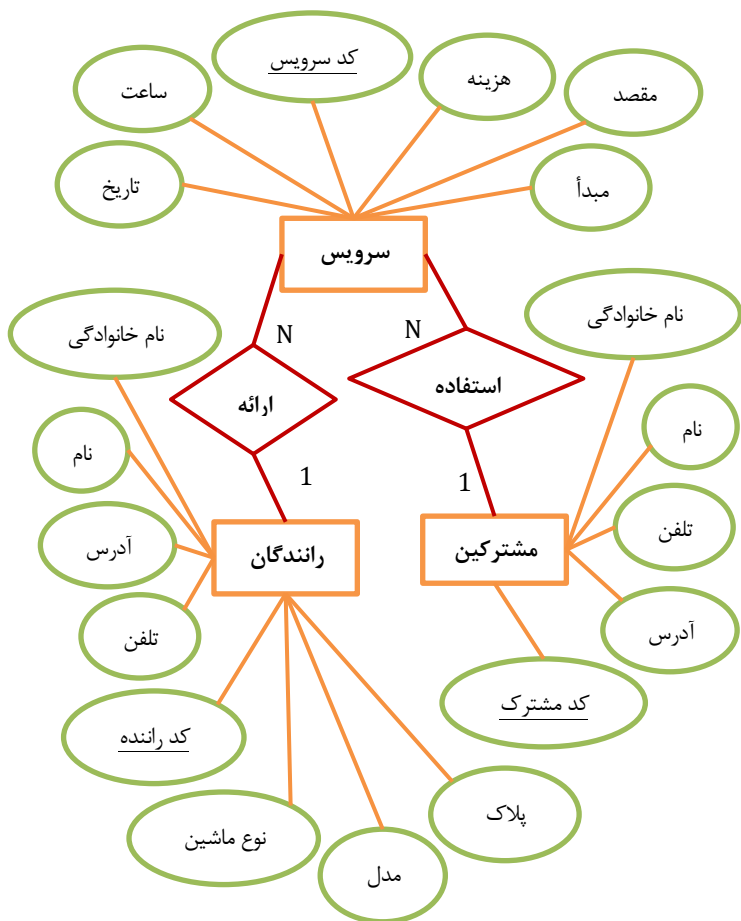 کد سرویس
هزینه
مقصد
ساعت
مبدأ
تاریخ
سرویس
نام خانوادگی
نام خانوادگی
N
N
استفاده
ارائه
نام
نام
1
1
تلفن
آدرس
رانندگان
مشترکین
آدرس
تلفن
کد مشترک
کد راننده
پلاک
نوع ماشین
مدل